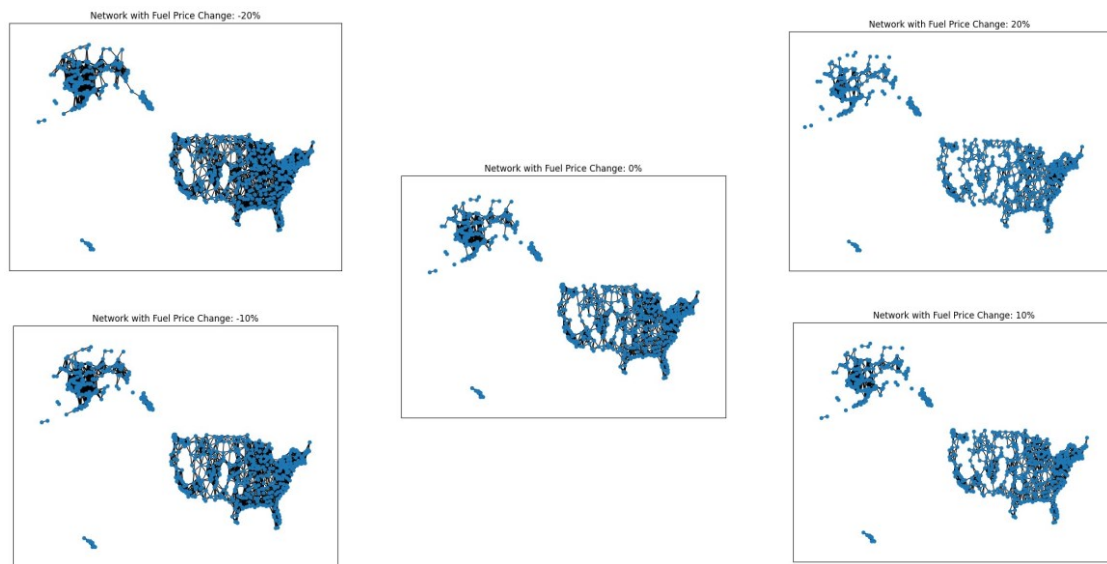 Network with Fuel Price Change: -20%
Network with Fuel Price Change: 20%
Network with Fuel Price Change: 0%
Network with Fuel Price Change: -10%
Network with Fuel Price Change: 10%